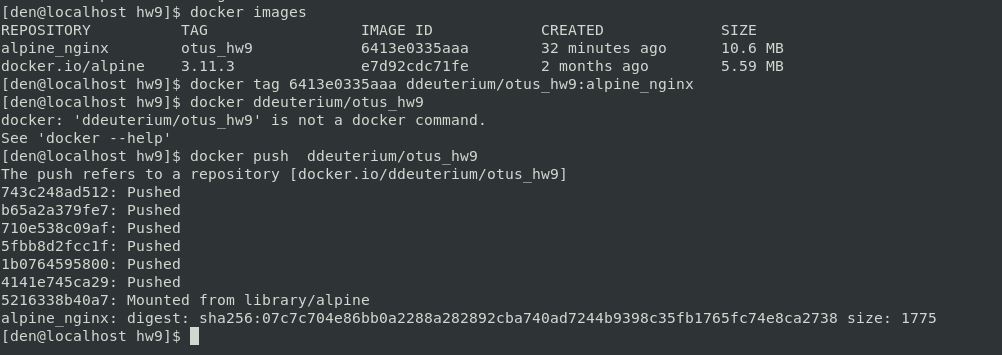 [den@localhost hw9]$ docker images
REPOSITORY          TAG                 IMAGE ID            CREATED             SIZE
alpine_nginx        otus_hw9            6413e0335aaa        32 minutes ago      10.6 MB
docker.io/alpine    3.11.3              e7d92cdc71fe        2 months ago        5.59 MB
[den@localhost hw9]$ docker tag 6413e0335aaa ddeuterium/otus_hw9:alpine_nginx
[den@localhost hw9]$ docker ddeuterium/otus_hw9
docker: 'ddeuterium/otus_hw9' is not a docker command.
See 'docker --help'
[den@localhost hw9]$ docker push  ddeuterium/otus_hw9
The push refers to a repository [docker.io/ddeuterium/otus_hw9]
743c248ad512: Pushed
b65a2a379fe7: Pushed
710e538c09af: Pushed
5fbb8d2fcc1f: Pushed
1b0764595800: Pushed
4141e745ca29: Pushed
5216338b40a7: Mounted from library/alpine
alpine_nginx: digest: sha256:07c7c704e86bb0a2288a282892cba740ad7244b9398c35fb1765fc74e8ca2738 size: 1775
[den@localhost hw9]$